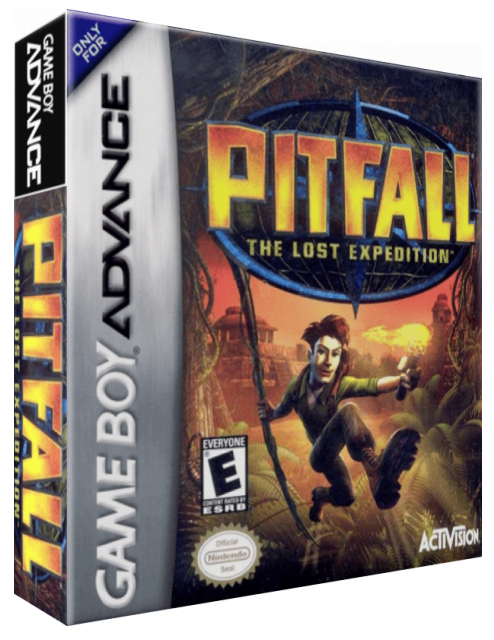 GAME BOY
ADVANCE
PITFALL
THE LOST EXPEDITION
ONLY
FOR
GAME BOY ADVANCE
PITFALL
THE LOST EXPEDITION™
EVERYONE
E
CONTENT RATED BY
ESRB
Official
Nintendo
Seal
ACTIVISION